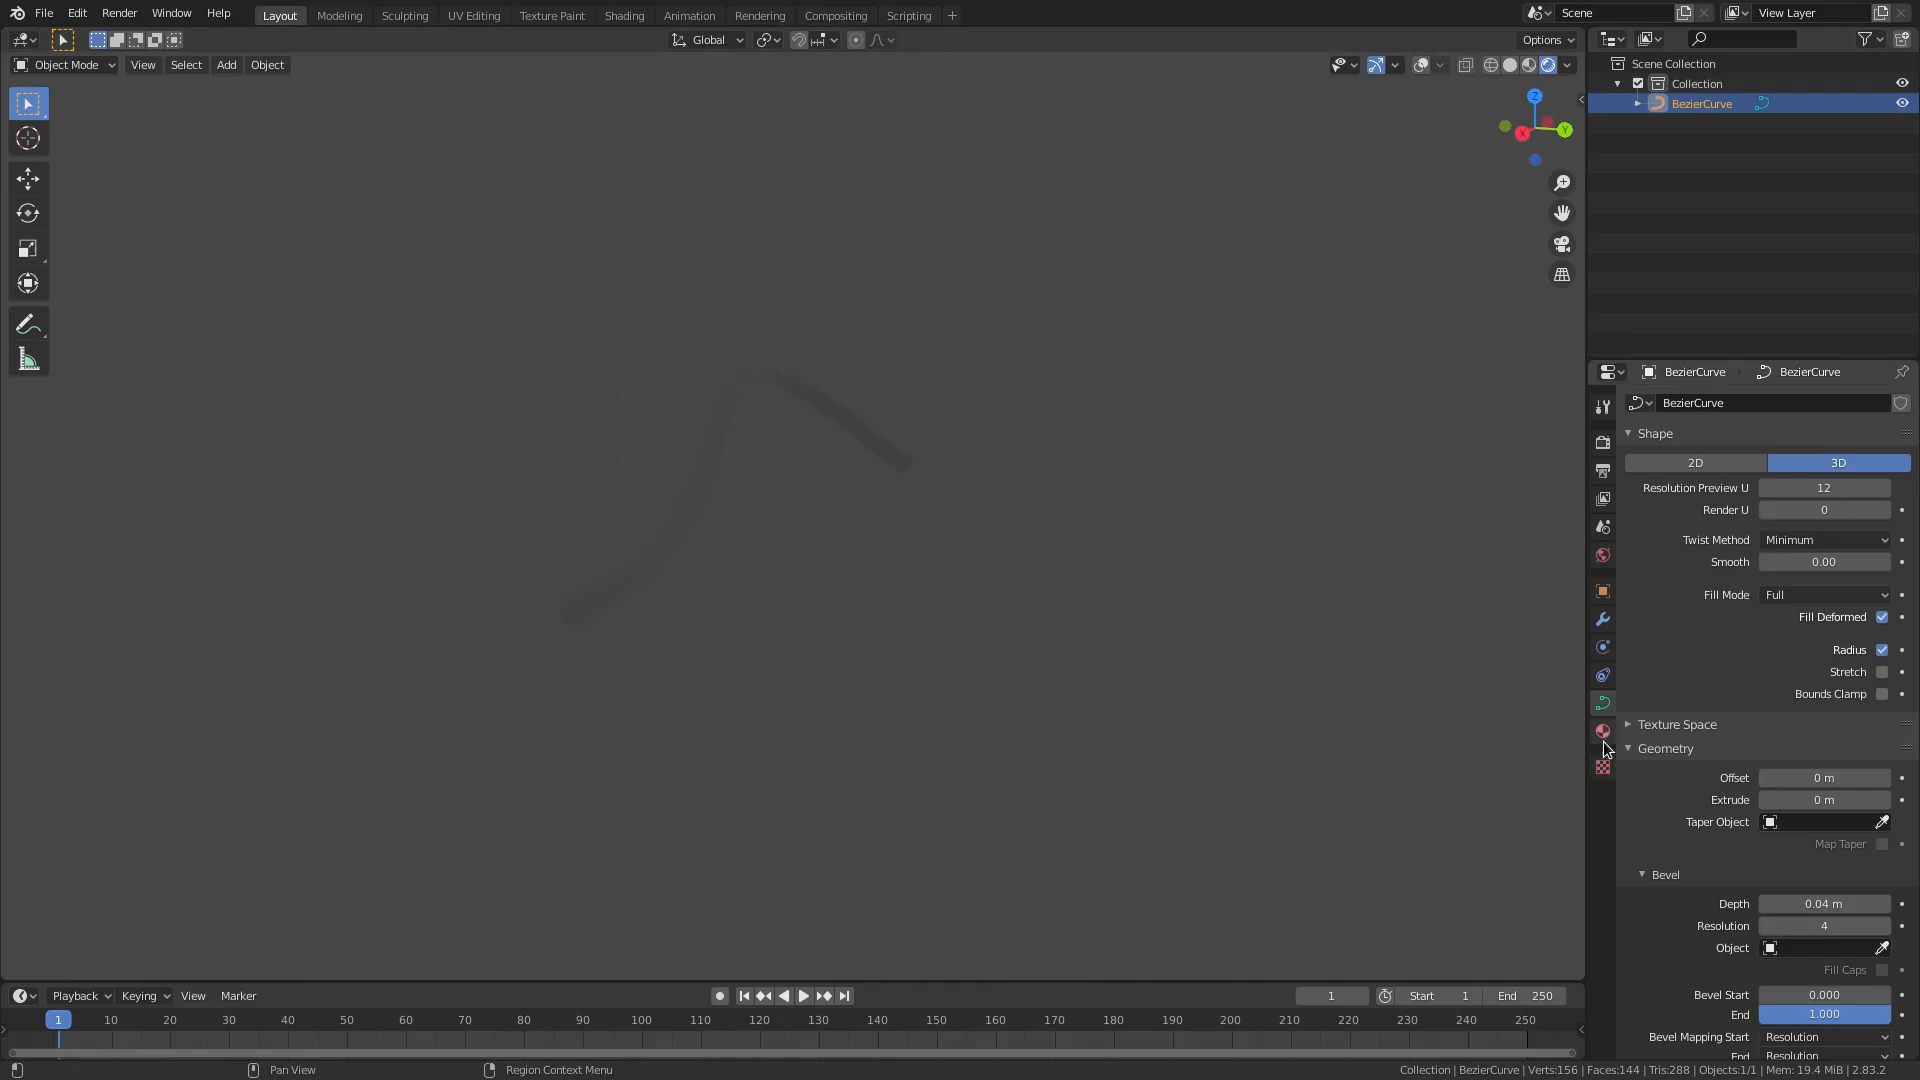 File Edit Render Window Help Layout Modeling Sculpting UV Editing Texture Paint Shading Animation Rendering Compositing Scripting + Scene View Layer
Global Options
Object Mode View Select Add Object
Scene Collection
Collection
BezierCurve
Z
X
Y
BezierCurve BezierCurve
BezierCurve
Shape
2D 3D
Resolution Preview U 12
Render U 0
Twist Method Minimum
Smooth 0.00
Fill Mode Full
Fill Deformed
Radius
Stretch
Bounds Clamp
Texture Space
Geometry
Offset 0 m
Extrude 0 m
Taper Object
Map Taper
Bevel
Depth 0.04 m
Resolution 4
Object
Fill Caps
Bevel Start 0.000
End 1.000
Bevel Mapping Start Resolution
End Resolution
Playback Keying View Marker 1 Start 1 End 250
1 10 20 30 40 50 60 70 80 90 100 110 120 130 140 150 160 170 180 190 200 210 220 230 240 250
Pan View Region Context Menu Collection | BezierCurve | Verts:156 | Faces:144 | Tris:288 | Objects:1/1 | Mem: 19.4 MiB | 2.83.2